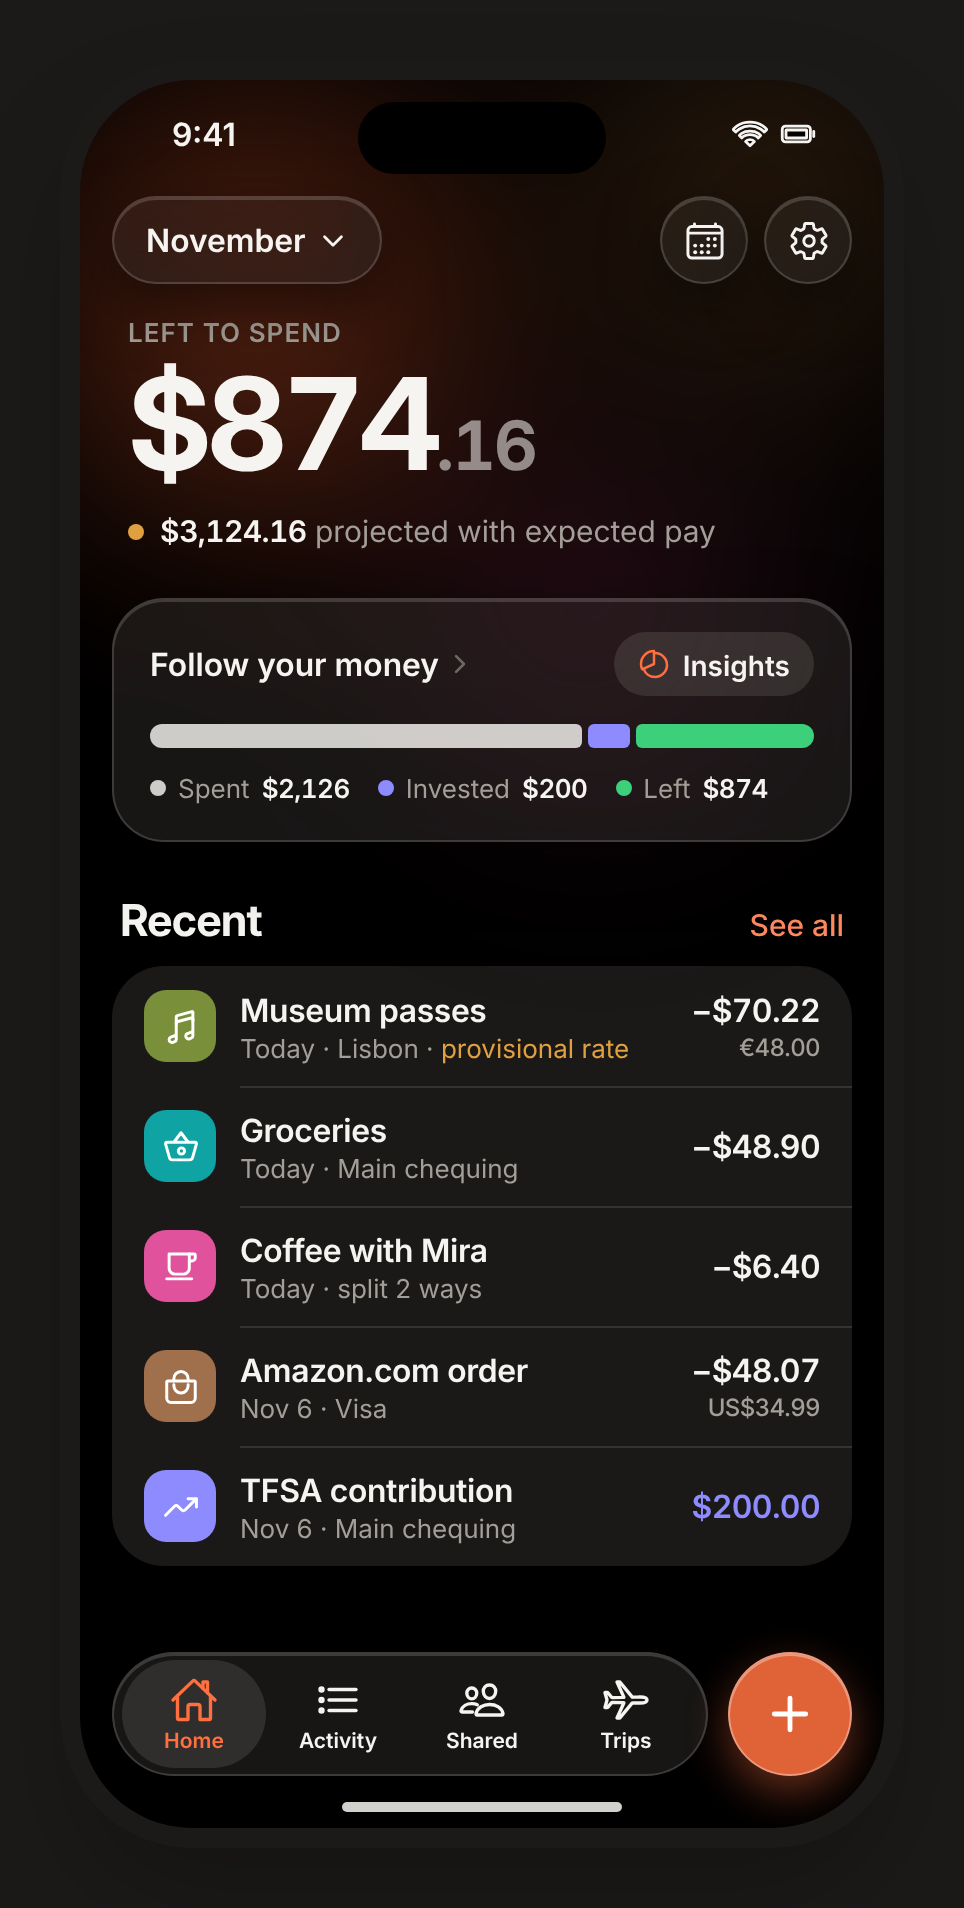 9:41
November
LEFT TO SPEND
$874.16
$3,124.16 projected with expected pay
Follow your money
Insights
Spent $2,126 Invested $200 Left $874
Recent
See all
Museum passes
−$70.22
Today · Lisbon · provisional rate
€48.00
Groceries
Today · Main chequing
−$48.90
Coffee with Mira
Today · split 2 ways
−$6.40
Amazon.com order
−$48.07
Nov 6 · Visa
US$34.99
TFSA contribution
Nov 6 · Main chequing
$200.00
Home Activity Shared Trips